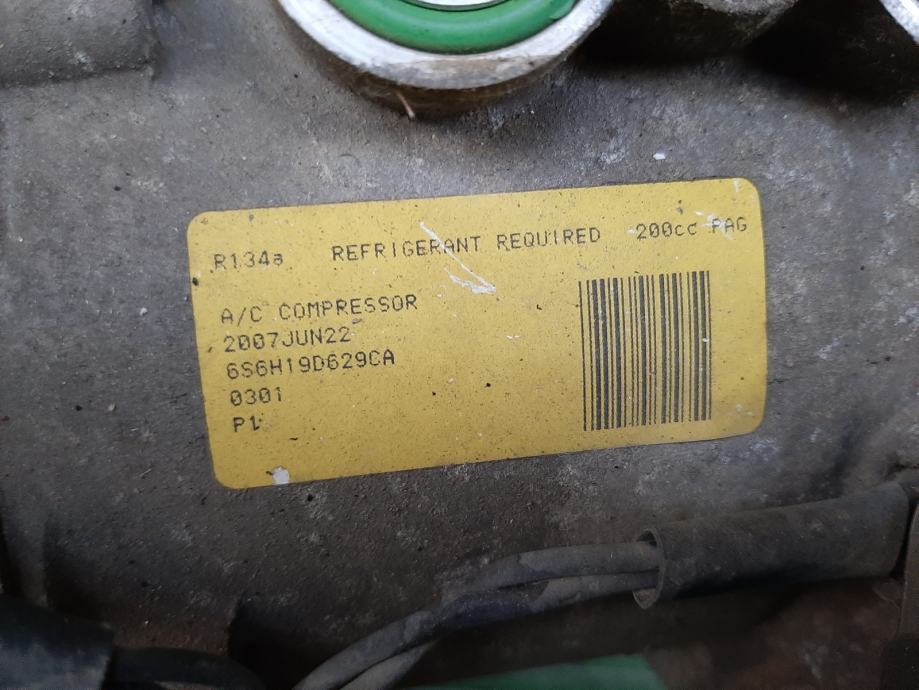 R134a REFRIGERANT REQUIRED 200cc PAG
A/C COMPRESSOR
2007JUN22
6S6H19D629CA
0301
P1